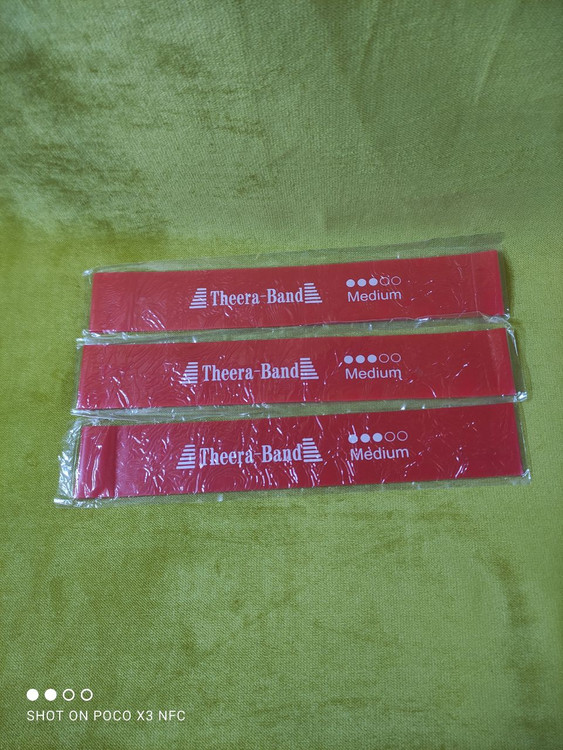 Theera-Band
Medium
Theera-Band
Medium
Theera-Band
Medium
SHOT ON POCO X3 NFC